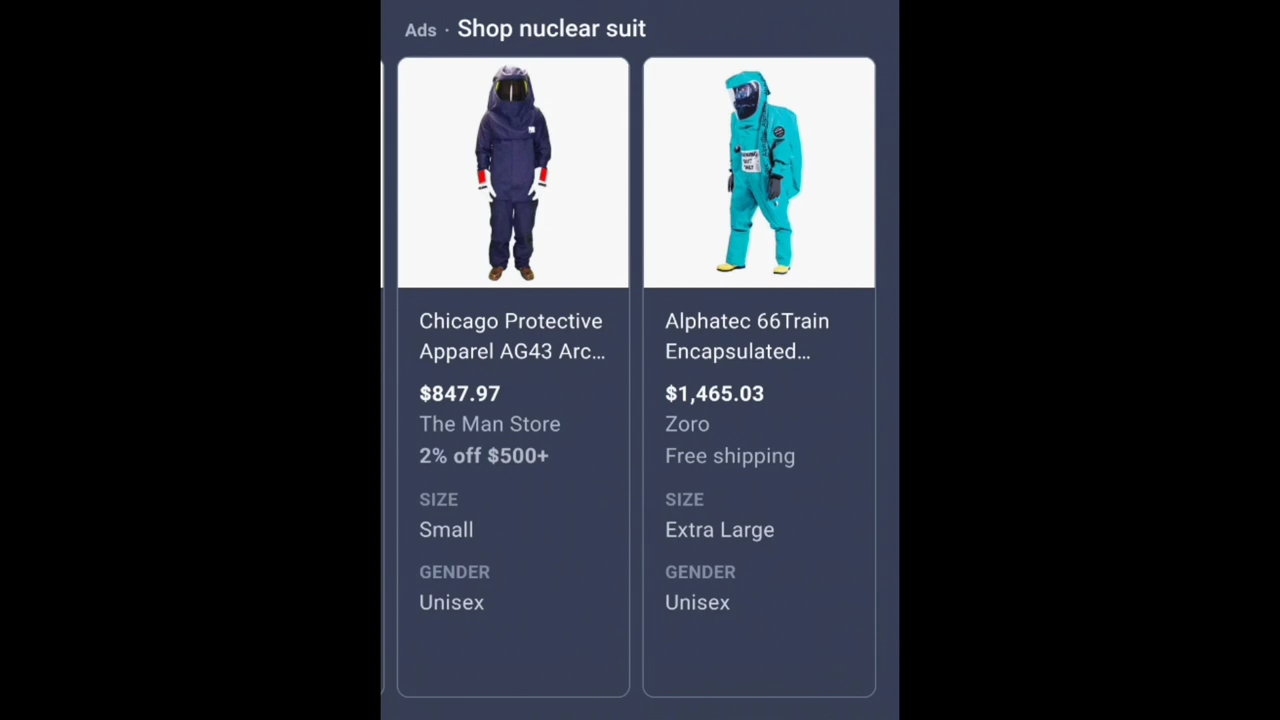 Ads · Shop nuclear suit
Chicago Protective
Apparel AG43 Arc...
$847.97
The Man Store
2% off $500+
SIZE
Small
GENDER
Unisex
Alphatec 66Train
Encapsulated...
$1,465.03
Zoro
Free shipping
SIZE
Extra Large
GENDER
Unisex